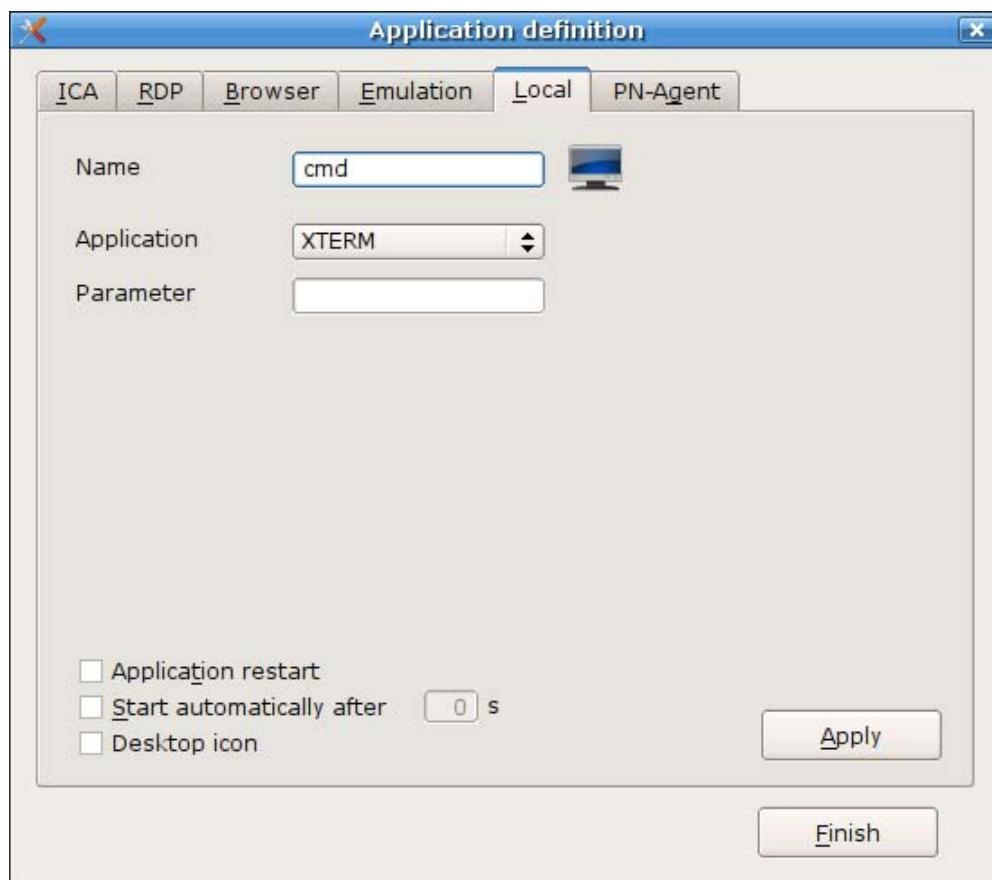 Application definition
ICA RDP Browser Emulation Local PN-Agent
Name cmd
Application XTERM
Parameter
Application restart
Start automatically after 0 s
Desktop icon
Apply
Finish